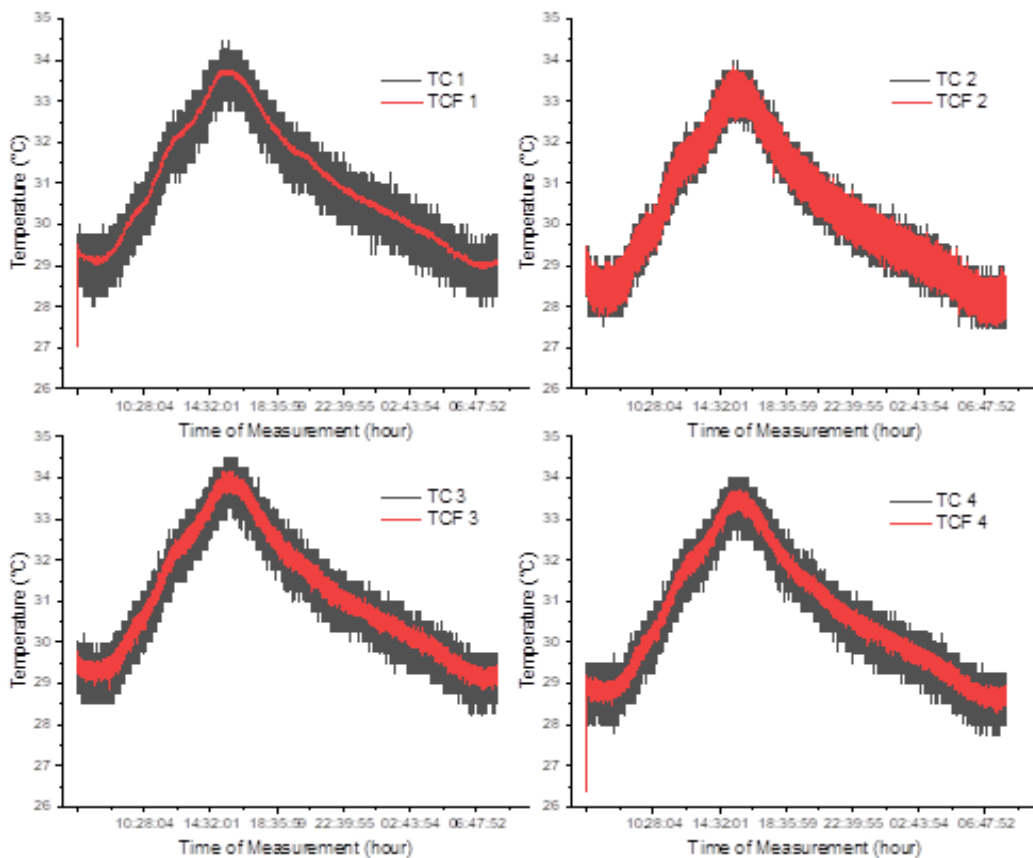 35
34
33
32
31
30
29
28
27
26
Temperature (°C)
TC 1
TCF 1
10:28:04 14:32:01 18:35:59 22:39:55 02:43:54 06:47:52
Time of Measurement (hour)
35
34
33
32
31
30
29
28
27
26
Temperature (°C)
TC 2
TCF 2
10:28:04 14:32:01 18:35:59 22:39:55 02:43:54 06:47:52
Time of Measurement (hour)
35
34
33
32
31
30
29
28
27
26
Temperature (°C)
TC 3
TCF 3
10:28:04 14:32:01 18:35:59 22:39:55 02:43:54 06:47:52
Time of Measurement (hour)
35
34
33
32
31
30
29
28
27
26
Temperature (°C)
TC 4
TCF 4
10:28:04 14:32:01 18:35:59 22:39:55 02:43:54 06:47:52
Time of Measurement (hour)